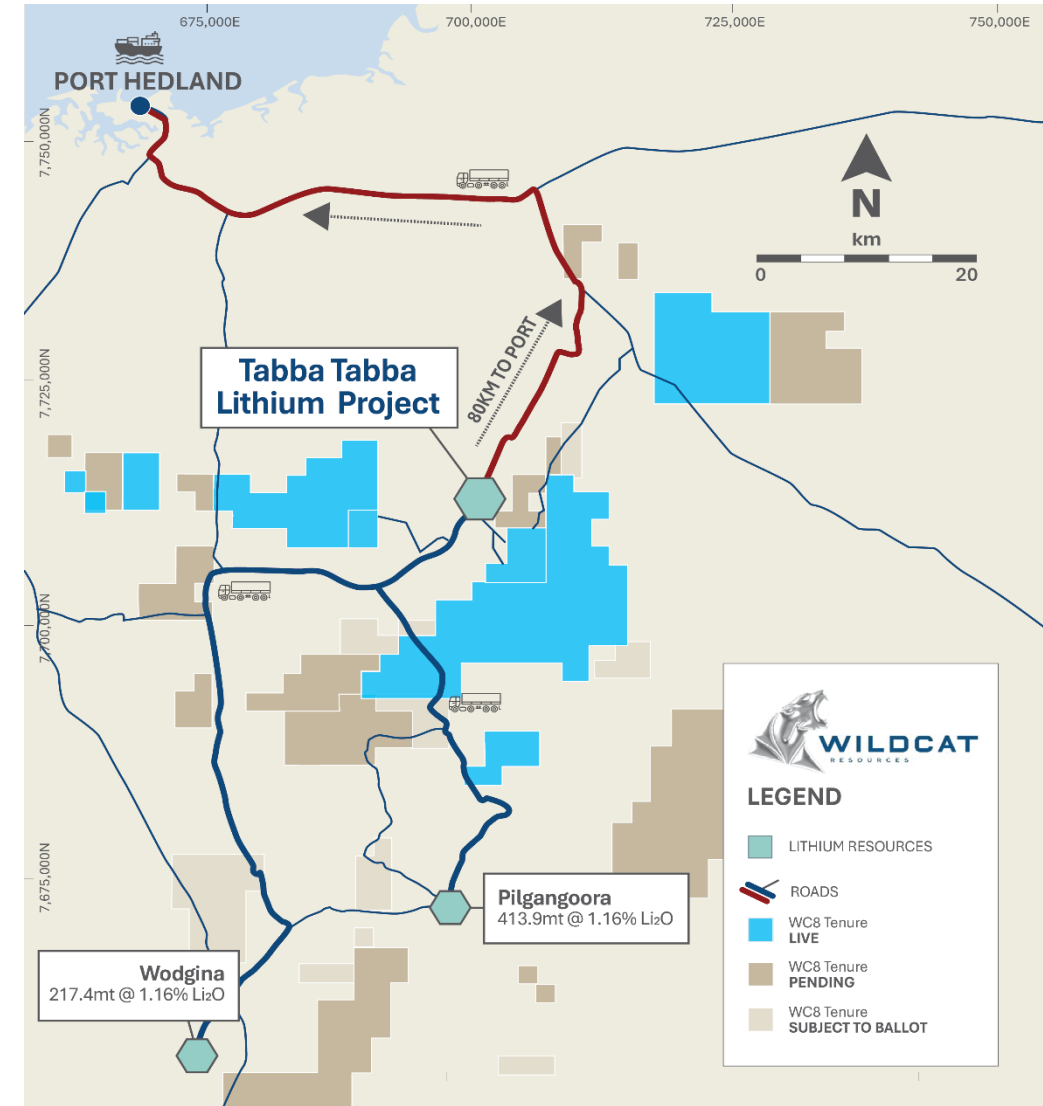 675,000E
700,000E
725,000E
750,000E
PORT HEDLAND
7,750,000N
N
km
0
20
80KM TO PORT
Tabba Tabba
Lithium Project
7,725,000N
7,700,000N
7,675,000N
Pilgangoora
413.9mt @ 1.16% Li₂O
Wodgina
217.4mt @ 1.16% Li₂O
WILDCAT
RESOURCES
LEGEND
LITHIUM RESOURCES
ROADS
WC8 Tenure
LIVE
WC8 Tenure
PENDING
WC8 Tenure
SUBJECT TO BALLOT